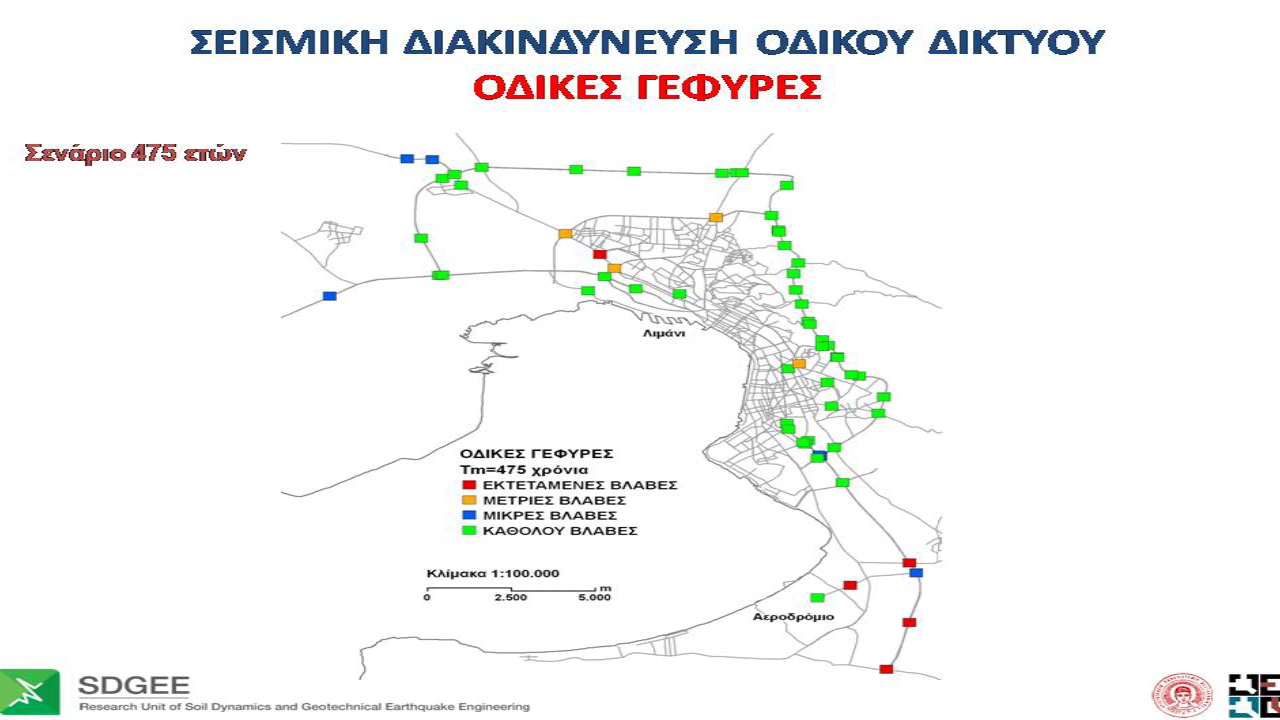 ΣΕΙΣΜΙΚΗ ΔΙΑΚΙΝΔΥΝΕΥΣΗ ΟΔΙΚΟΥ ΔΙΚΤΥΟΥ
ΟΔΙΚΕΣ ΓΕΦΥΡΕΣ
Σενάριο 475 ετών
Λιμάνι
ΟΔΙΚΕΣ ΓΕΦΥΡΕΣ
Tm=475 χρόνια
ΕΚΤΕΤΑΜΕΝΕΣ ΒΛΑΒΕΣ
ΜΕΤΡΙΕΣ ΒΛΑΒΕΣ
ΜΙΚΡΕΣ ΒΛΑΒΕΣ
ΚΑΘΟΛΟΥ ΒΛΑΒΕΣ
Κλίμακα 1:100.000
m
0 2.500 5.000
Αεροδρόμιο
SDGEE
Research Unit of Soil Dynamics and Geotechnical Earthquake Engineering